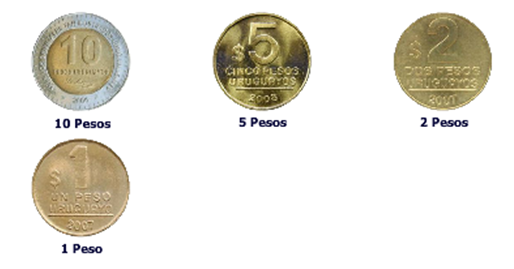 10
10 Pesos
$ 5
CINCO PESOS
URUGUAYOS
2008
5 Pesos
$ 2
DOS PESOS
URUGUAYOS
2007
2 Pesos
$ 1
UN PESO
URUGUAYO
2007
1 Peso